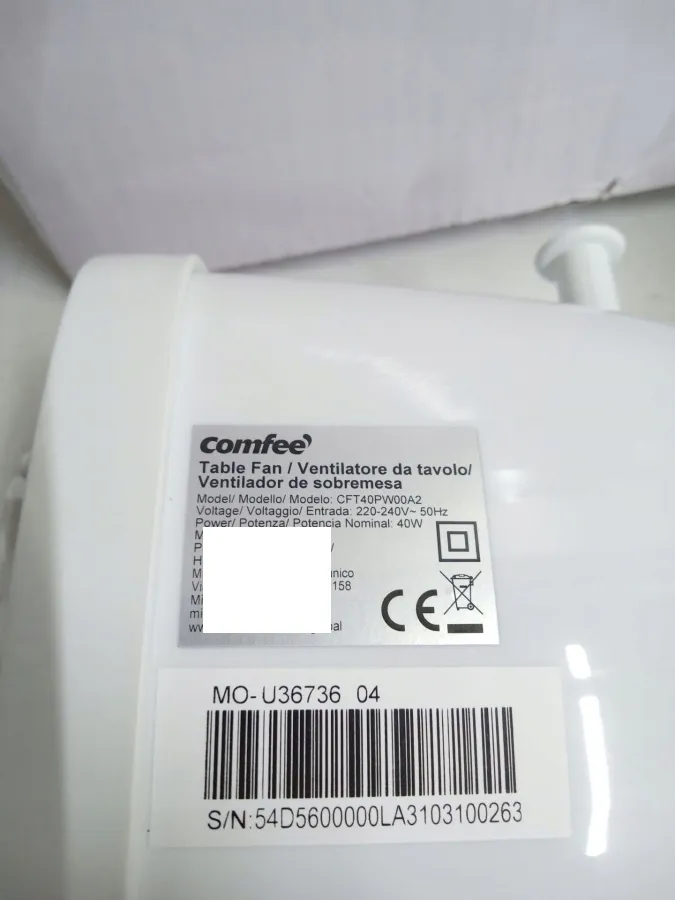 comfee'
Table Fan / Ventilatore da tavolo/
Ventilador de sobremesa
Model/ Modello/ Modelo: CFT40PW00A2
Voltage/ Voltaggio/ Entrada: 220-240V~ 50Hz
Power/ Potenza/ Potencia Nominal: 40W
158
CE
MO-U36736 04
S/N:54D5600000LA3103100263